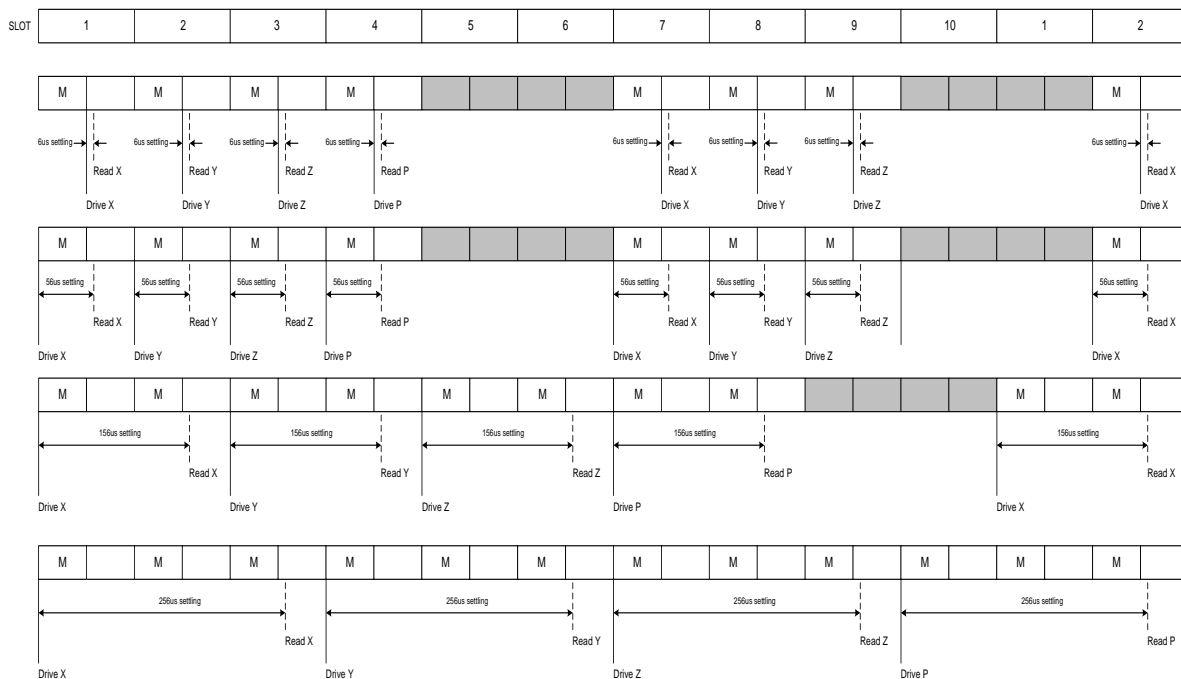 SLOT 1 2 3 4 5 6 7 8 9 10 1 2
M M M M M M M M
6us settling 6us settling 6us settling 6us settling 6us settling 6us settling 6us settling 6us settling
Read X Read Y Read Z Read P Read X Read Y Read Z Read X
Drive X Drive Y Drive Z Drive P Drive X Drive Y Drive Z Drive X
M M M M M M M M
56us settling 56us settling 56us settling 56us settling 56us settling 56us settling 56us settling 56us settling
Read X Read Y Read Z Read P Read X Read Y Read Z Read X
Drive X Drive Y Drive Z Drive P Drive X Drive Y Drive Z Drive X
M M M M M M M M M M
156us settling 156us settling 156us settling 156us settling 156us settling
Read X Read Y Read Z Read P Read X
Drive X Drive Y Drive Z Drive P Drive X
M M M M M M M M M M M M
256us settling 256us settling 256us settling 256us settling
Read X Read Y Read Z Read P
Drive X Drive Y Drive Z Drive P